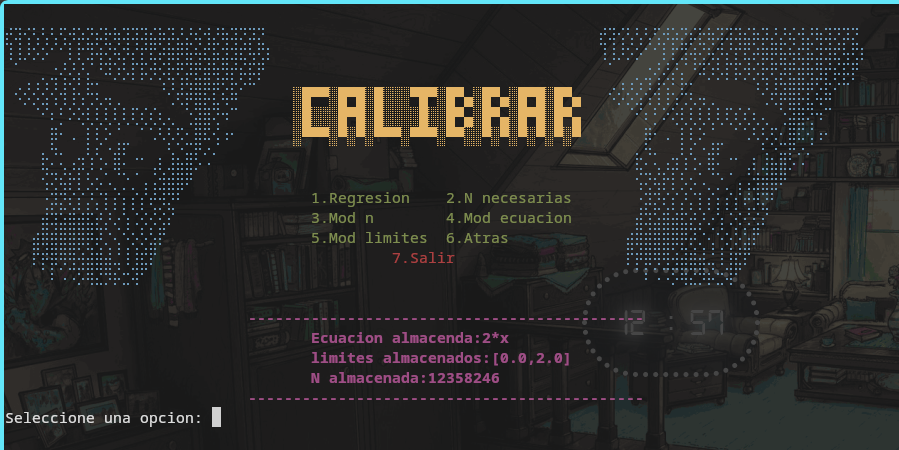 CALIBRAR
1.Regresion 2.N necesarias
3.Mod n 4.Mod ecuacion
5.Mod limites 6.Atras
7.Salir
12:57
Ecuacion almacenda:2*x
limites almacenados:[0.0,2.0]
N almacenada:12358246
Seleccione una opcion: